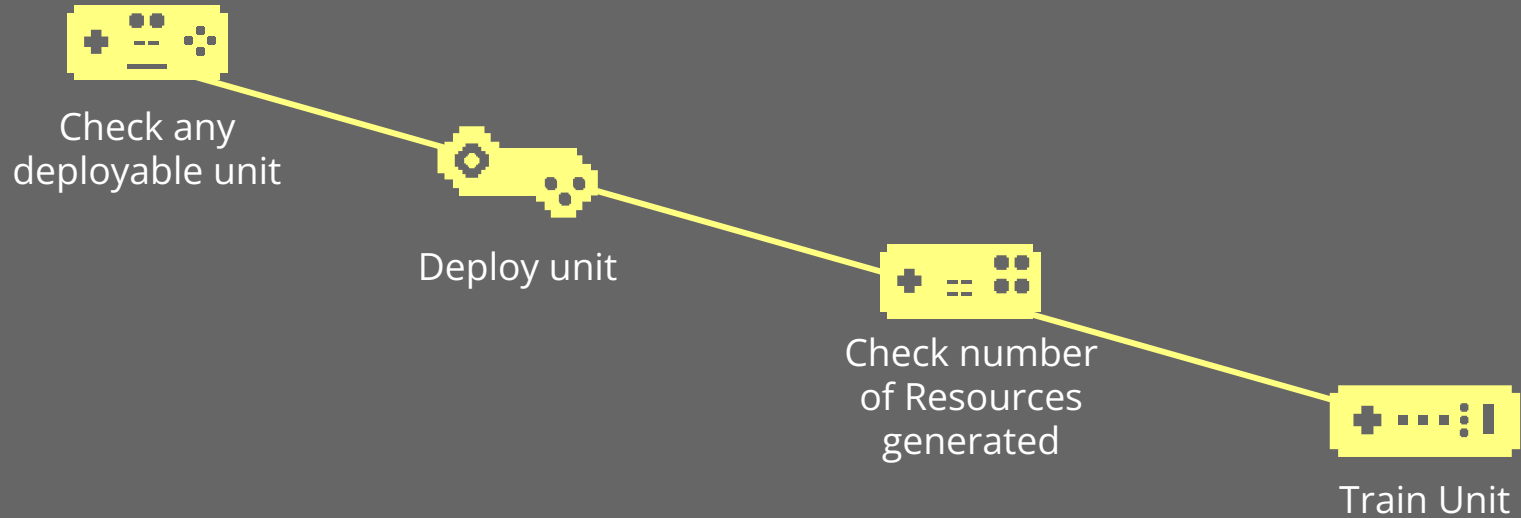 Check any
deployable unit
Deploy unit
Check number
of Resources
generated
Train Unit